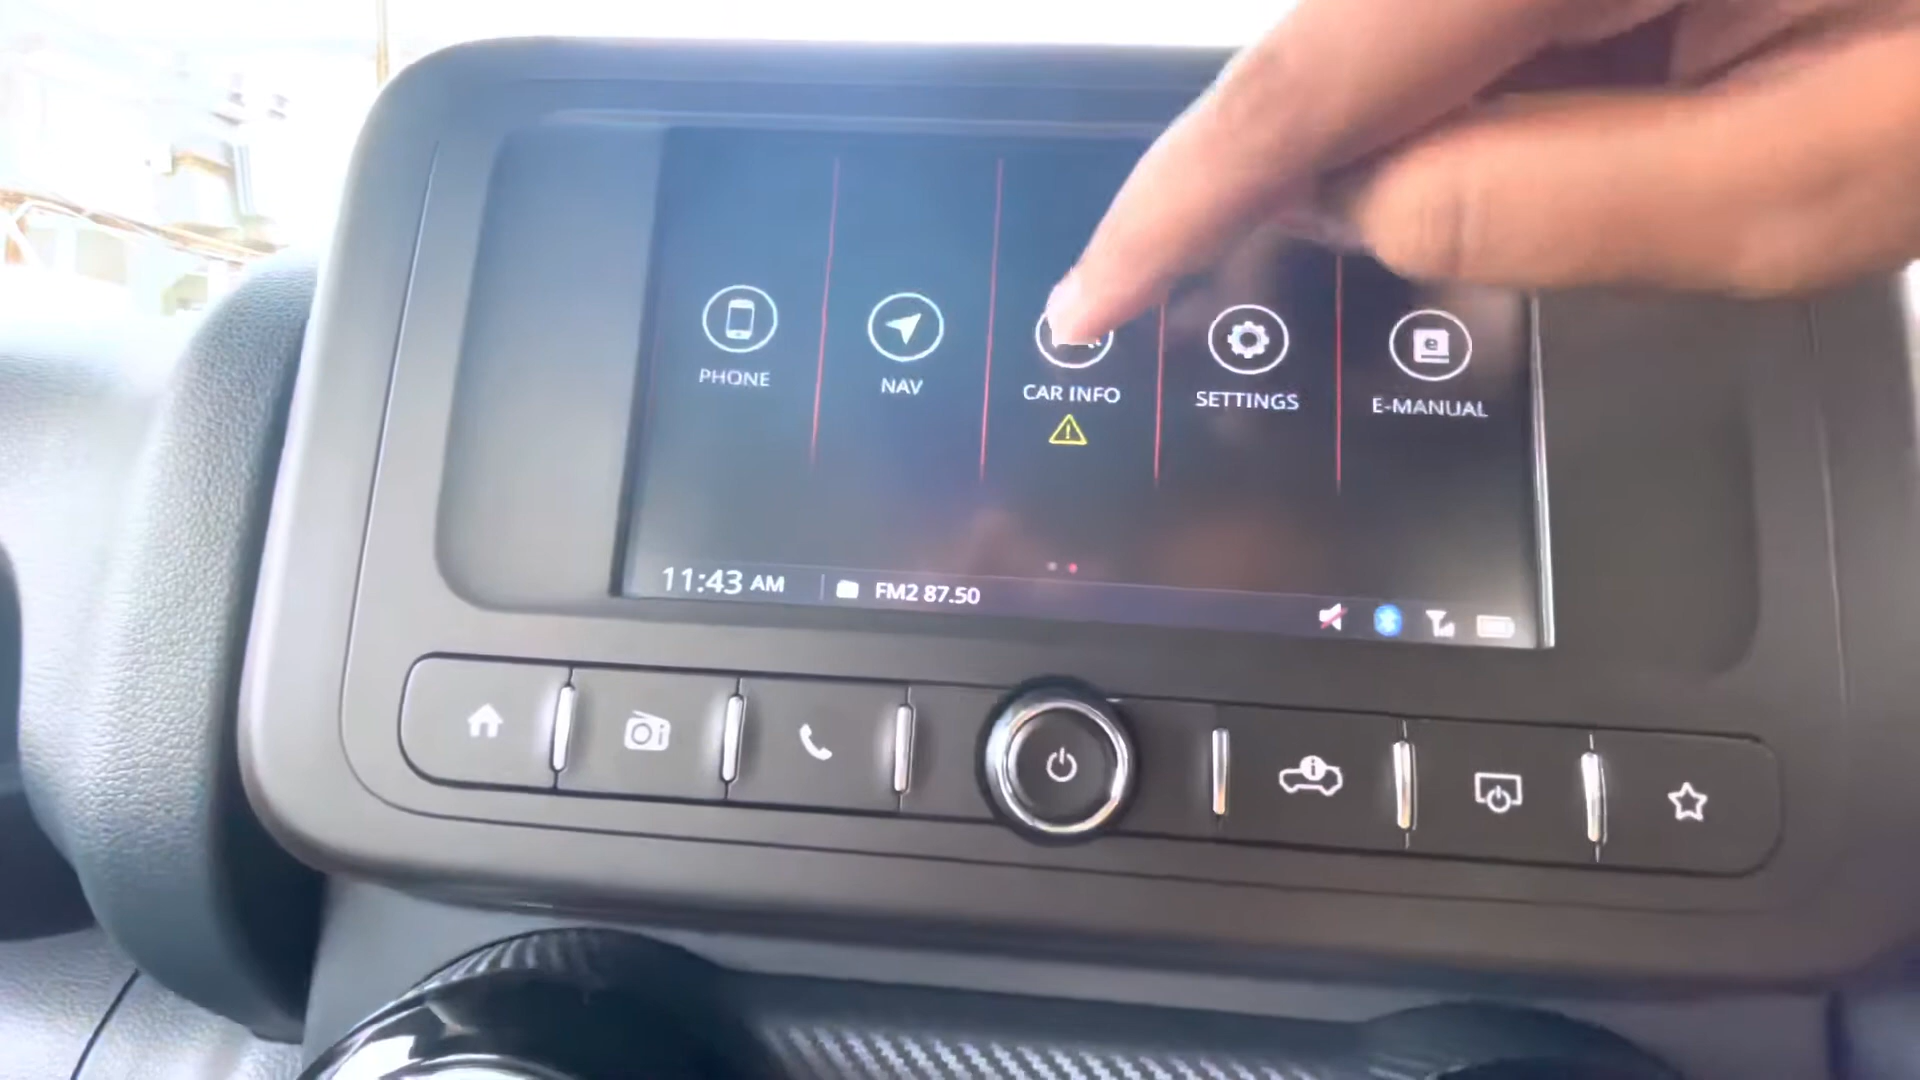 PHONE
NAV
CAR INFO
SETTINGS
E-MANUAL
11:43 AM
FM2 87.50